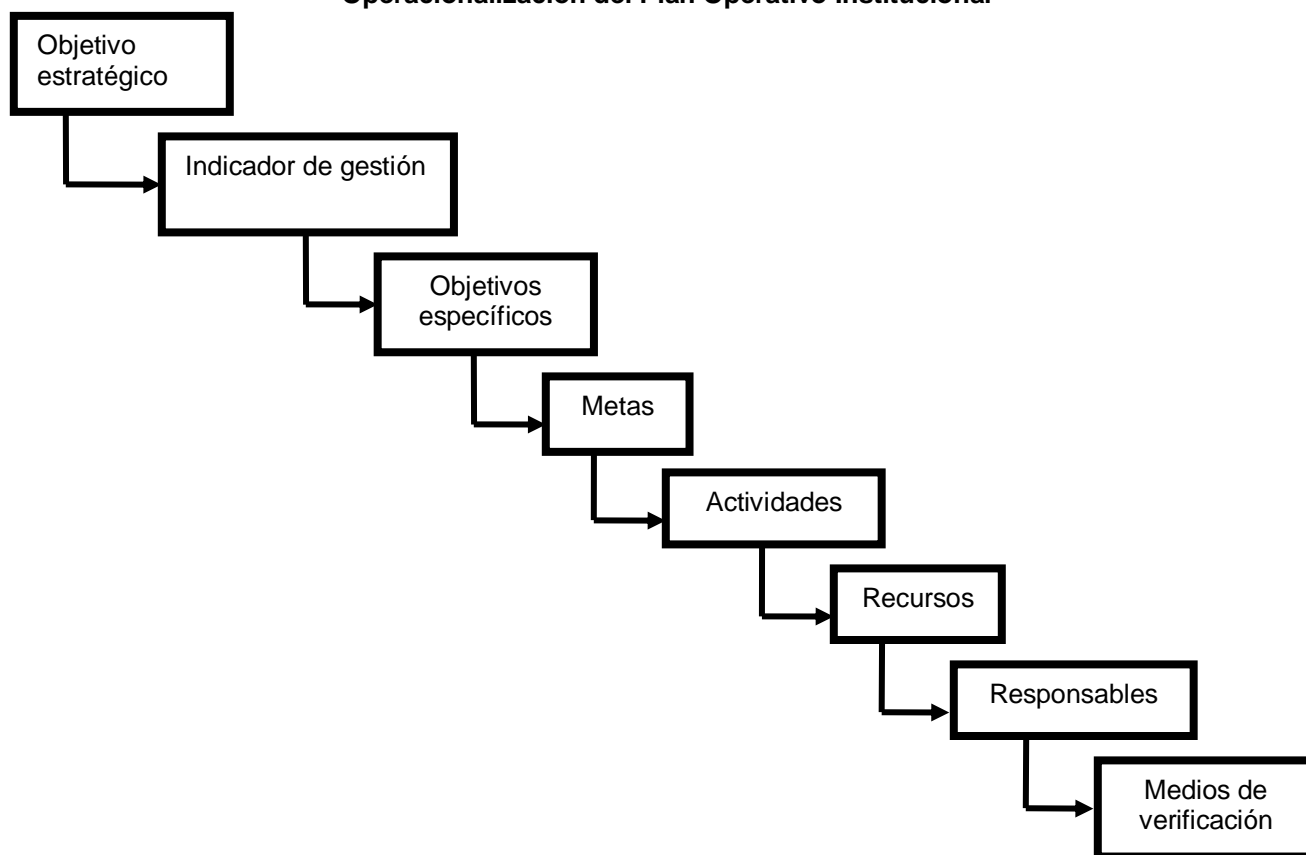 Operacionalización del Plan Operativo Institucional
Objetivo
estratégico
Indicador de gestión
Objetivos
específicos
Metas
Actividades
Recursos
Responsables
Medios de
verificación